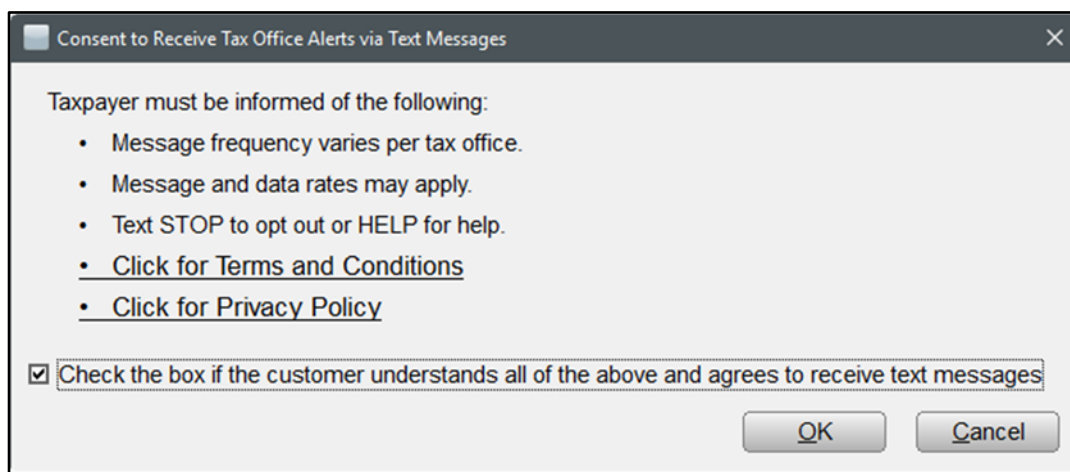 Consent to Receive Tax Office Alerts via Text Messages
Taxpayer must be informed of the following:
• Message frequency varies per tax office.
• Message and data rates may apply.
• Text STOP to opt out or HELP for help.
• Click for Terms and Conditions
• Click for Privacy Policy
Check the box if the customer understands all of the above and agrees to receive text messages
OK Cancel